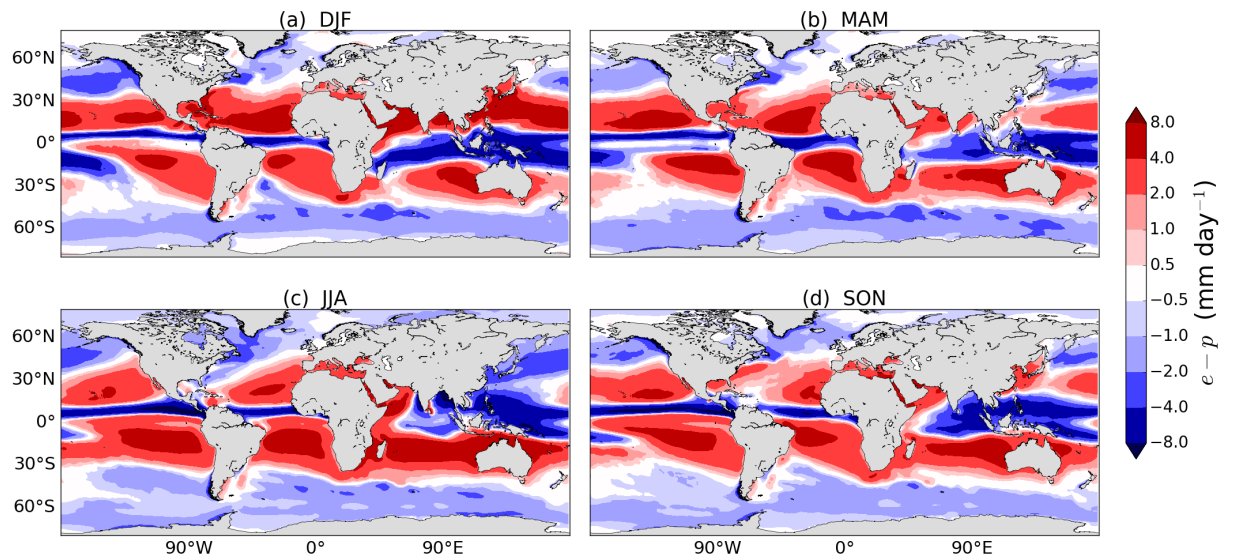 (a) DJF
(b) MAM
60°N
30°N
0°
30°S
60°S
(c) JJA
(d) SON
60°N
30°N
0°
30°S
60°S
90°W
0°
90°E
90°W
0°
90°E
8.0
4.0
2.0
1.0
0.5
−0.5
−1.0
−2.0
−4.0
−8.0
e − p (mm day⁻¹)